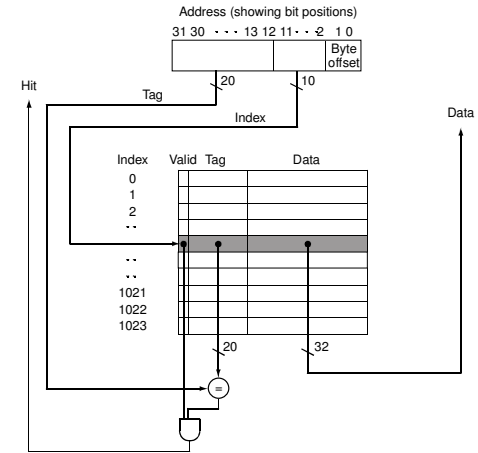 Address (showing bit positions)
31 30 · · · 13 12 11 · · · 2 1 0
Byte
offset
20
10
Hit
Tag
Index
Data
Index Valid Tag Data
0
1
2
· ·
· ·
· ·
1021
1022
1023
20
32
=